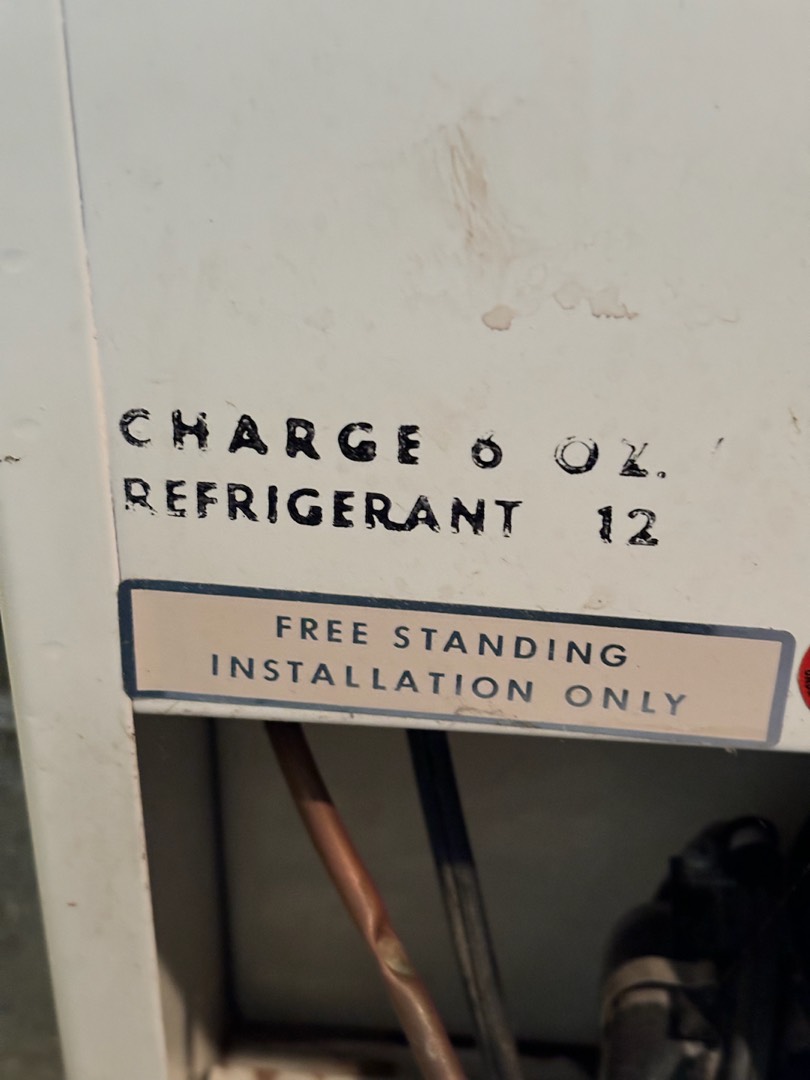 CHARGE 6 OZ.
REFRIGERANT 12
FREE STANDING
INSTALLATION ONLY